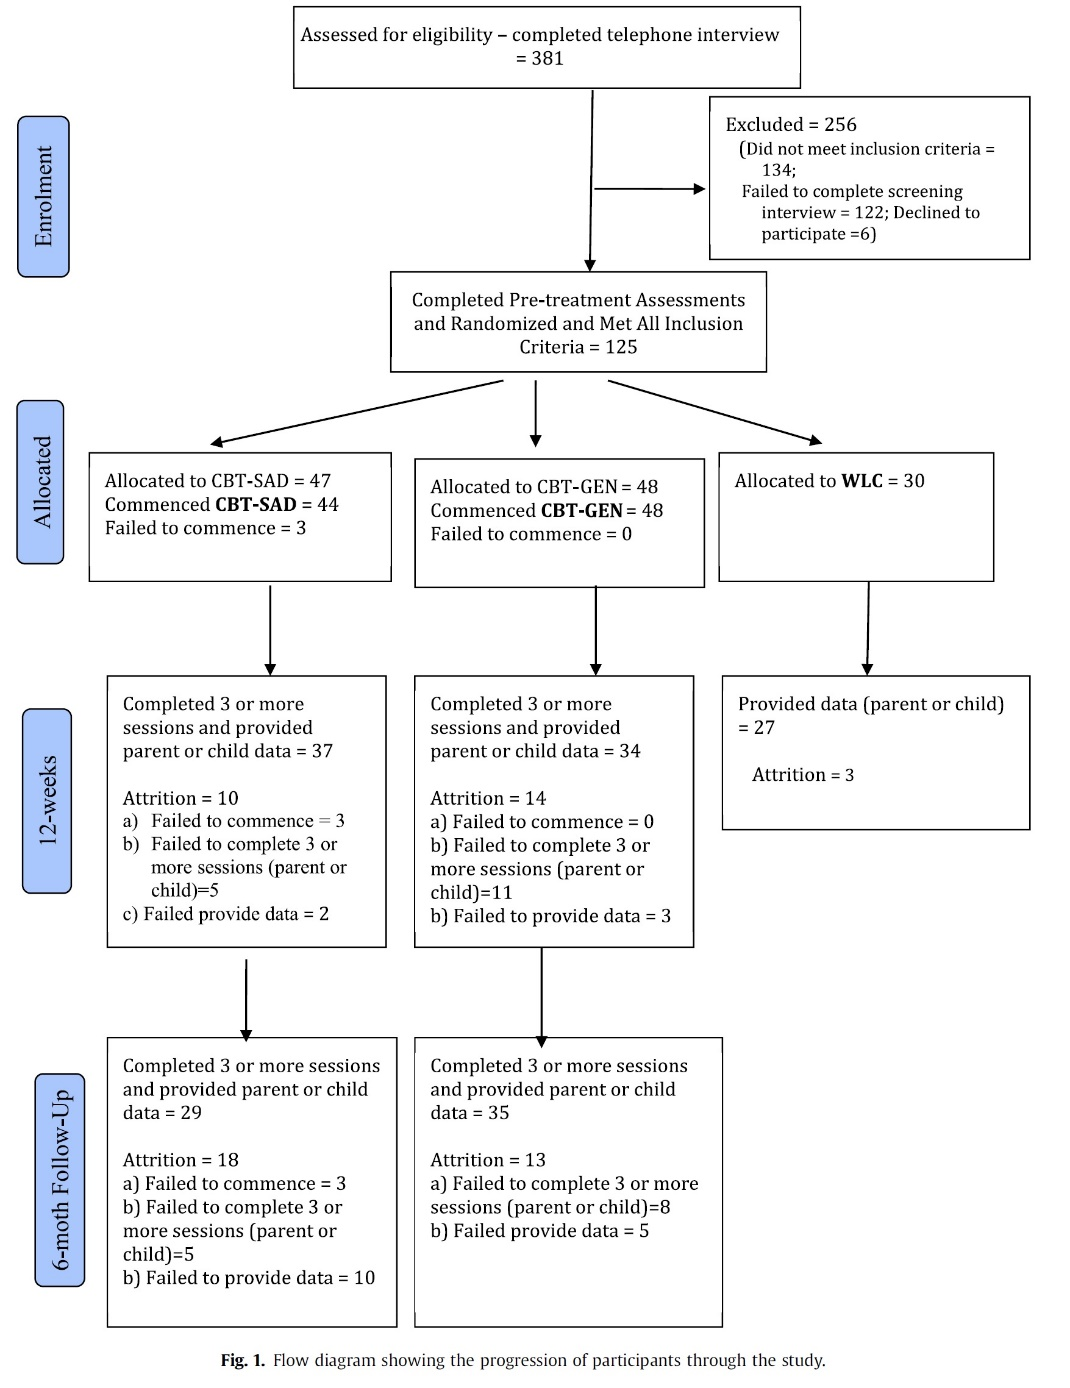 Assessed for eligibility – completed telephone interview
= 381
Enrolment
Excluded = 256
(Did not meet inclusion criteria =
134;
Failed to complete screening
interview = 122; Declined to
participate =6)
Completed Pre-treatment Assessments
and Randomized and Met All Inclusion
Criteria = 125
Allocated
Allocated to CBT-SAD = 47
Commenced CBT-SAD = 44
Failed to commence = 3
Allocated to CBT-GEN = 48
Commenced CBT-GEN = 48
Failed to commence = 0
Allocated to WLC = 30
12-weeks
Completed 3 or more
sessions and provided
parent or child data = 37
Attrition = 10
a) Failed to commence = 3
b) Failed to complete 3 or
more sessions (parent or
child)=5
c) Failed provide data = 2
Completed 3 or more
sessions and provided
parent or child data = 34
Attrition = 14
a) Failed to commence = 0
b) Failed to complete 3 or
more sessions (parent or
child)=11
b) Failed to provide data = 3
Provided data (parent or child)
= 27
Attrition = 3
6-moth Follow-Up
Completed 3 or more sessions
and provided parent or child
data = 29
Attrition = 18
a) Failed to commence = 3
b) Failed to complete 3 or
more sessions (parent or
child)=5
b) Failed to provide data = 10
Completed 3 or more sessions
and provided parent or child
data = 35
Attrition = 13
a) Failed to complete 3 or more
sessions (parent or child)=8
b) Failed provide data = 5
Fig. 1. Flow diagram showing the progression of participants through the study.